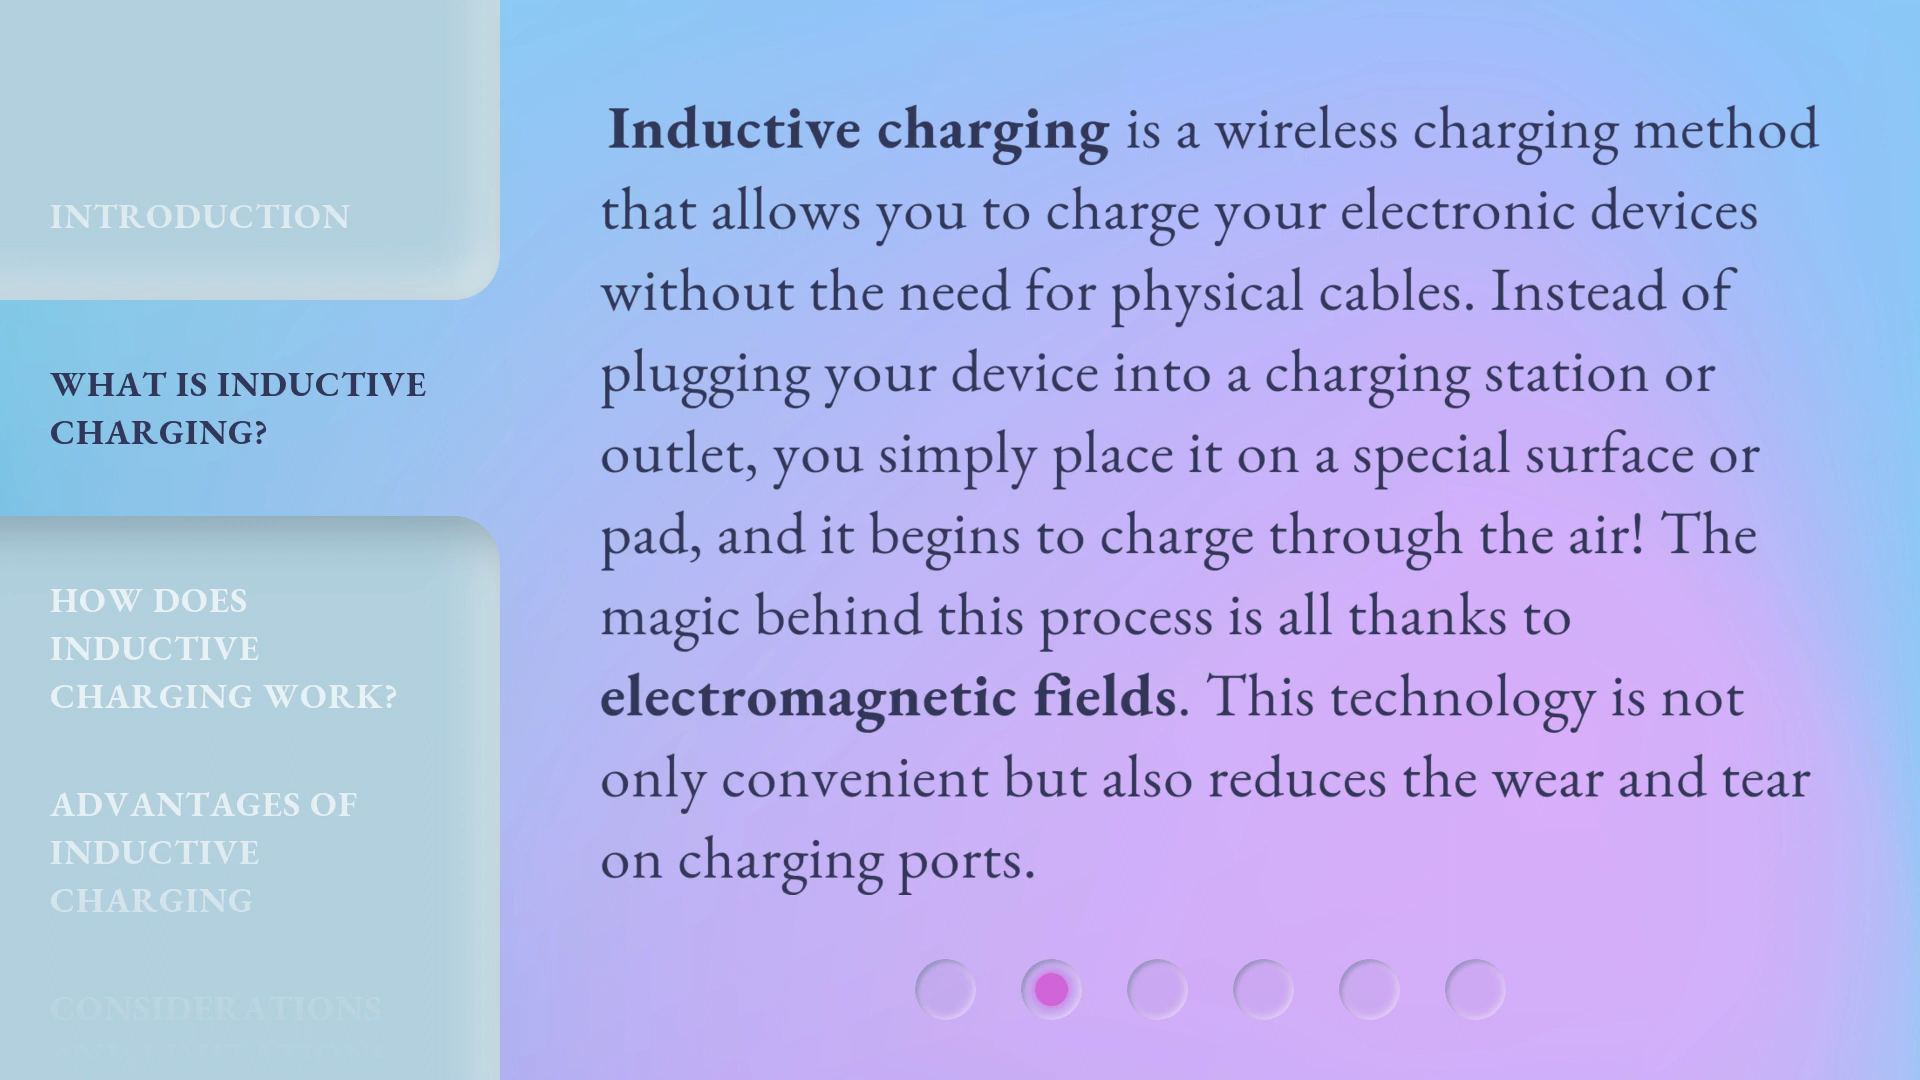 INTRODUCTION
WHAT IS INDUCTIVE
CHARGING?
HOW DOES
INDUCTIVE
CHARGING WORK?
ADVANTAGES OF
INDUCTIVE
CHARGING
CONSIDERATIONS
Inductive charging is a wireless charging method
that allows you to charge your electronic devices
without the need for physical cables. Instead of
plugging your device into a charging station or
outlet, you simply place it on a special surface or
pad, and it begins to charge through the air! The
magic behind this process is all thanks to
electromagnetic fields. This technology is not
only convenient but also reduces the wear and tear
on charging ports.